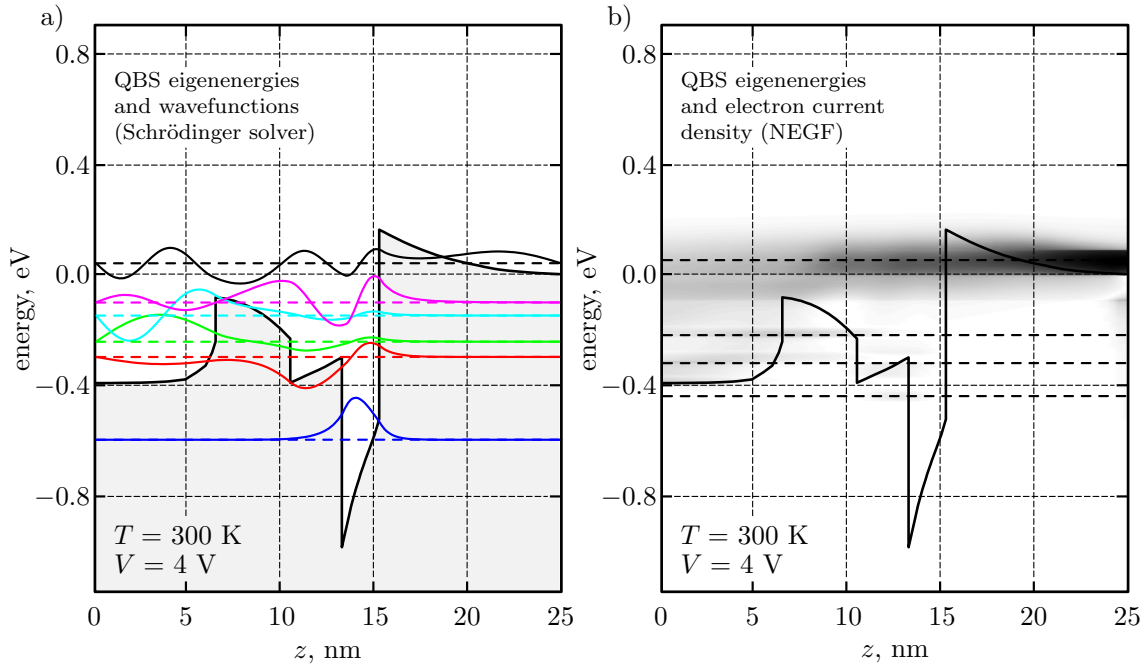 a)
0.8
0.4
0.0
−0.4
−0.8
energy, eV
QBS eigenenergies
and wavefunctions
(Schrödinger solver)
T = 300 K
V = 4 V
0
5
10
15
20
25
z, nm
b)
0.8
0.4
0.0
−0.4
−0.8
energy, eV
QBS eigenenergies
and electron current
density (NEGF)
T = 300 K
V = 4 V
0
5
10
15
20
25
z, nm